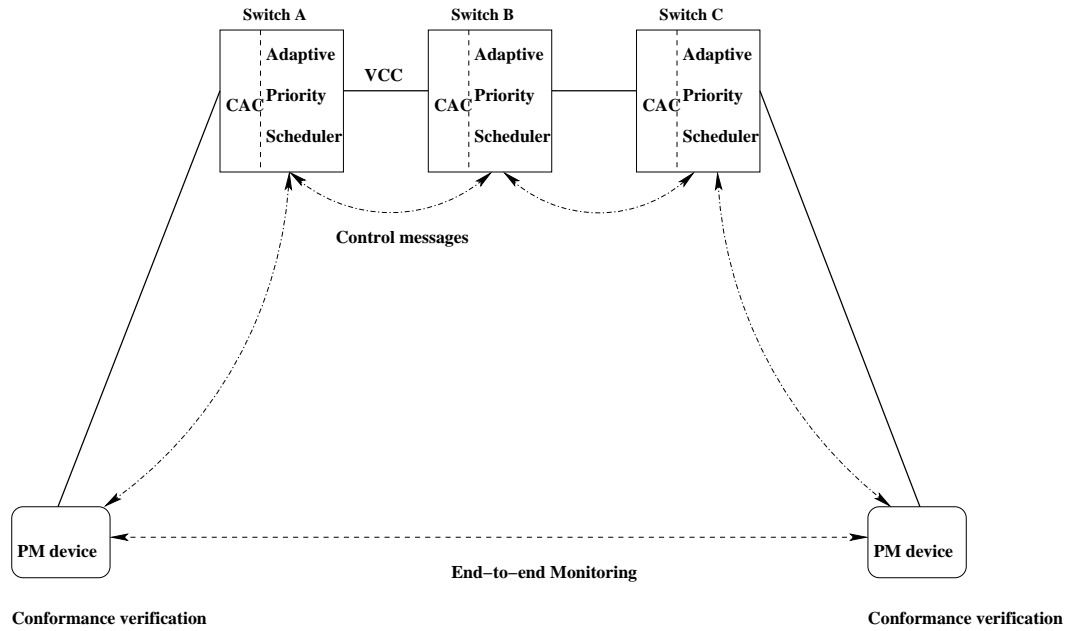 Switch A
Switch B
Switch C
CAC
Adaptive
Priority
Scheduler
VCC
CAC
Adaptive
Priority
Scheduler
CAC
Adaptive
Priority
Scheduler
Control messages
PM device
PM device
End−to−end Monitoring
Conformance verification
Conformance verification